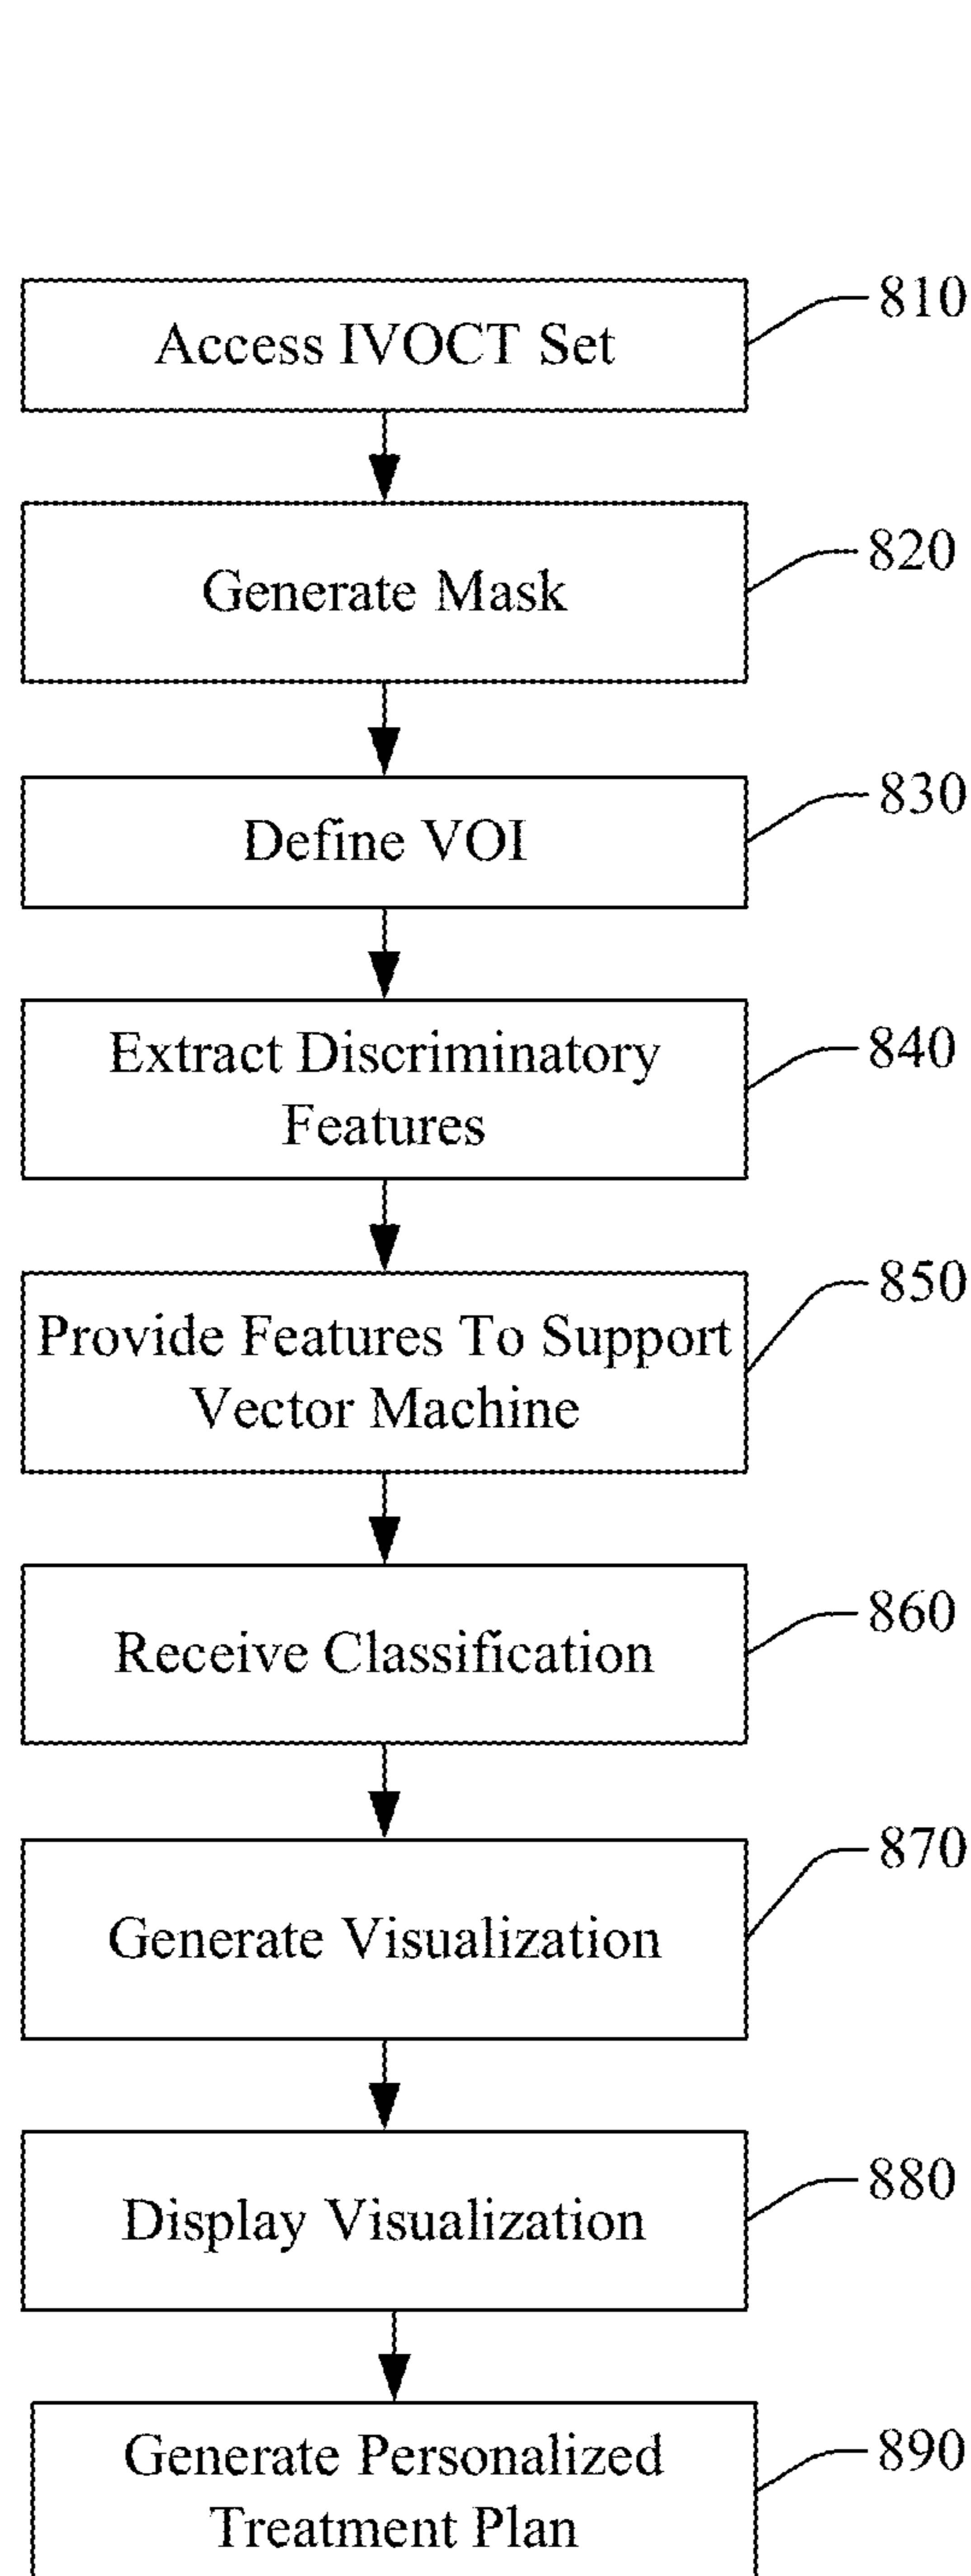 Access IVOCT Set
810
Generate Mask
820
Define VOI
830
Extract Discriminatory
Features
840
Provide Features To Support
Vector Machine
850
Receive Classification
860
Generate Visualization
870
Display Visualization
880
Generate Personalized
Treatment Plan
890